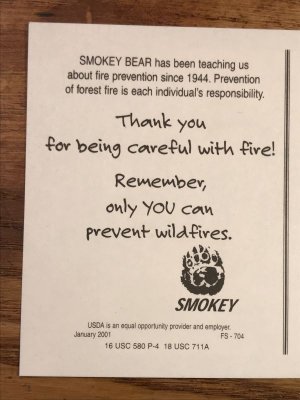 SMOKEY BEAR has been teaching us
about fire prevention since 1944. Prevention
of forest fire is each individual's responsibility.
Thank you
for being careful with fire!
Remember,
only YOU can
prevent wildfires.
SMOKEY
USDA is an equal opportunity provider and employer.
January 2001 FS - 704
16 USC 580 P-4 18 USC 711A